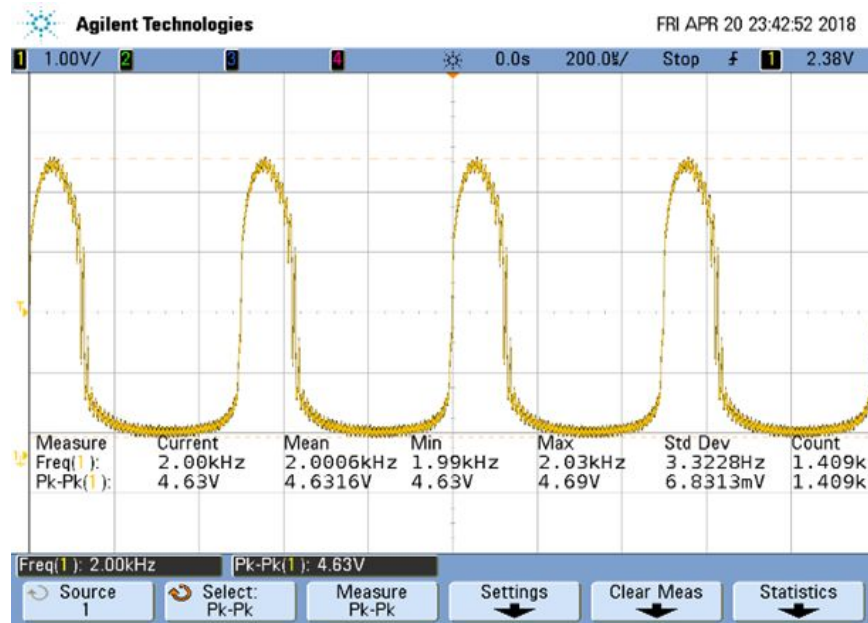 Agilent Technologies FRI APR 20 23:42:52 2018
1 1.00V/ 2 3 4 0.0s 200.0%/ Stop 1 2.38V
T
1
Measure Current Mean Min Max Std Dev Count
Freq(1): 2.00kHz 2.0006kHz 1.99kHz 2.03kHz 3.3228Hz 1.409k
Pk-Pk(1): 4.63V 4.6316V 4.63V 4.69V 6.8313mV 1.409k
Freq(1): 2.00kHz Pk-Pk(1): 4.63V
Source Select: Measure Settings Clear Meas Statistics
1 Pk-Pk Pk-Pk